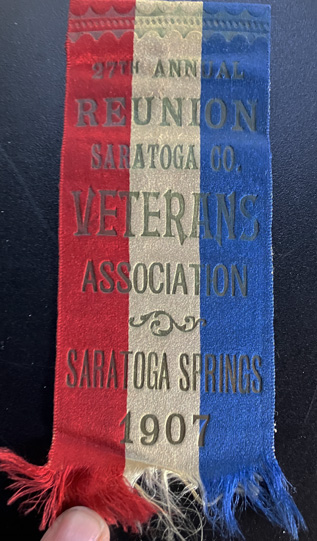 27TH ANNUAL
REUNION
SARATOGA CO.
VETERANS
ASSOCIATION
SARATOGA SPRINGS
1907